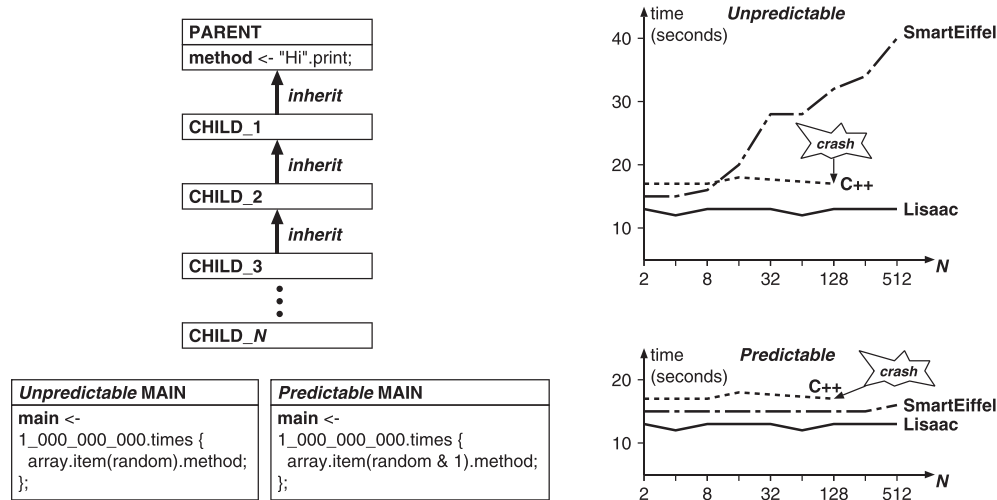 PARENT
method <- "Hi".print;
inherit
CHILD_1
inherit
CHILD_2
inherit
CHILD_3
CHILD_N
Unpredictable MAIN
main <-
1_000_000_000.times {
array.item(random).method;
};
Predictable MAIN
main <-
1_000_000_000.times {
array.item(random & 1).method;
};
time
(seconds)
Unpredictable
SmartEiffel
40
30
crash
20
C++
Lisaac
10
N
2 8 32 128 512
time
(seconds)
Predictable
crash
20
C++
SmartEiffel
Lisaac
10
N
2 8 32 128 512